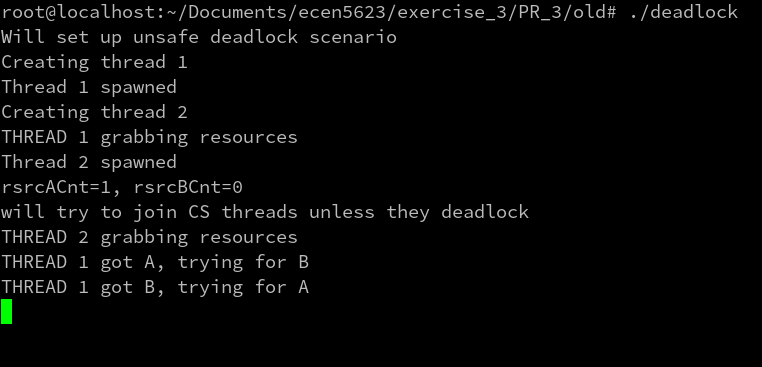 root@localhost:~/Documents/ecen5623/exercise_3/PR_3/old# ./deadlock
Will set up unsafe deadlock scenario
Creating thread 1
Thread 1 spawned
Creating thread 2
THREAD 1 grabbing resources
Thread 2 spawned
rsrcACnt=1, rsrcBCnt=0
will try to join CS threads unless they deadlock
THREAD 2 grabbing resources
THREAD 1 got A, trying for B
THREAD 1 got B, trying for A